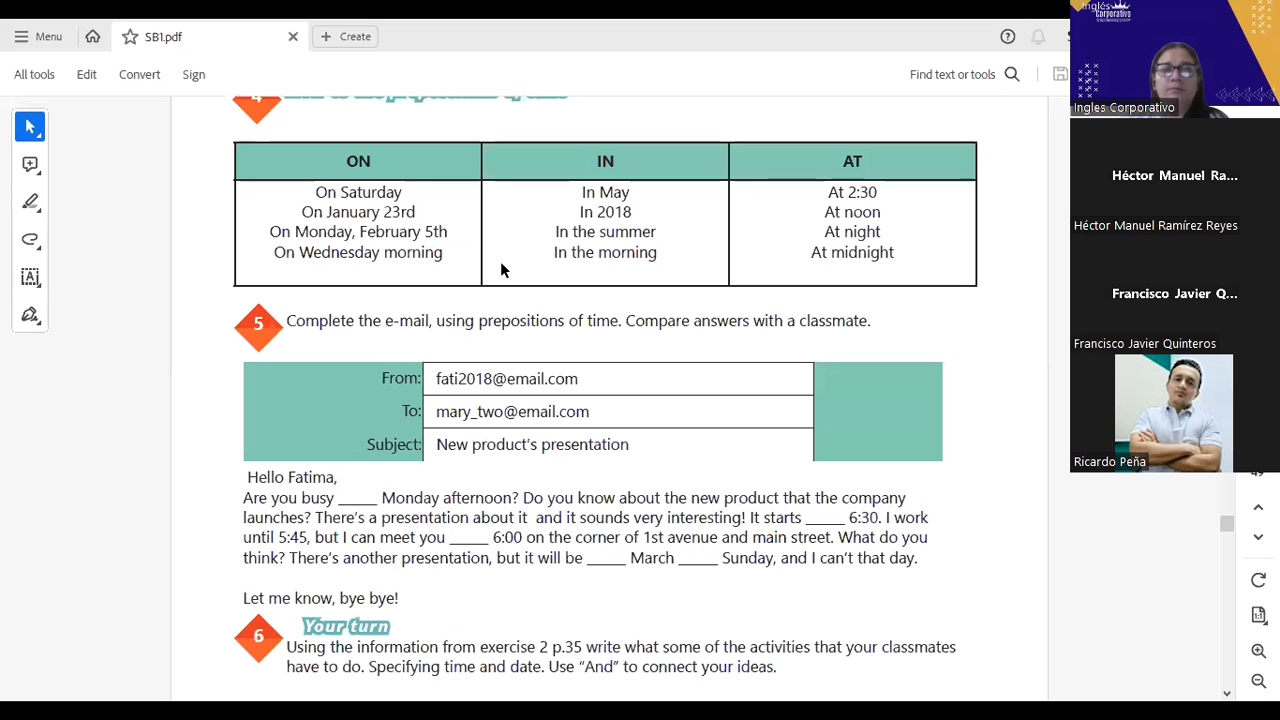 Menu
SB1.pdf
Create
All tools
Edit
Convert
Sign
Find text or tools
ON
IN
AT
On Saturday
On January 23rd
On Monday, February 5th
On Wednesday morning
In May
In 2018
In the summer
In the morning
At 2:30
At noon
At night
At midnight
5
Complete the e-mail, using prepositions of time. Compare answers with a classmate.
From: fati2018@email.com
To: mary_two@email.com
Subject: New product's presentation
Hello Fatima,
Are you busy _____ Monday afternoon? Do you know about the new product that the company
launches? There's a presentation about it and it sounds very interesting! It starts _____ 6:30. I work
until 5:45, but I can meet you _____ 6:00 on the corner of 1st avenue and main street. What do you
think? There's another presentation, but it will be _____ March _____ Sunday, and I can't that day.
Let me know, bye bye!
6
Your turn
Using the information from exercise 2 p.35 write what some of the activities that your classmates
have to do. Specifying time and date. Use “And” to connect your ideas.
Inglés
corporativo
Ingles Corporativo
Héctor Manuel Ra...
Héctor Manuel Ramírez Reyes
Francisco Javier Q...
Francisco Javier Quinteros
Ricardo Peña